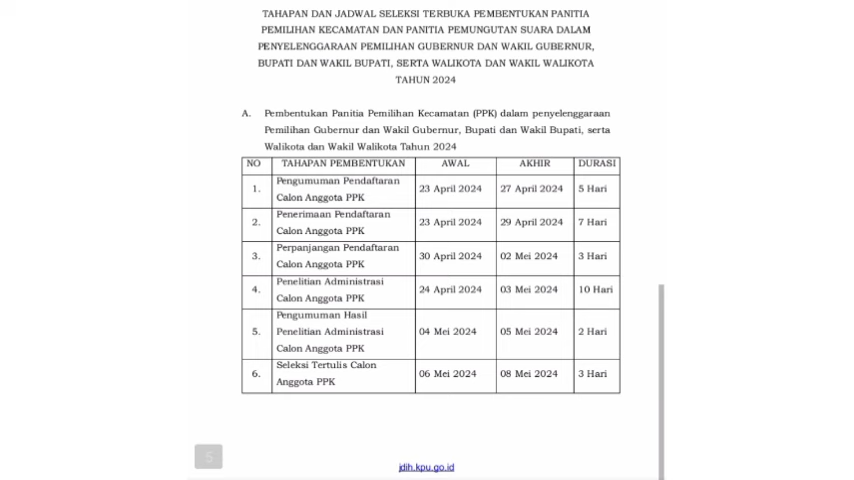 TAHAPAN DAN JADWAL SELEKSI TERBUKA PEMBENTUKAN PANITIA
PEMILIHAN KECAMATAN DAN PANITIA PEMUNGUTAN SUARA DALAM
PENYELENGGARAAN PEMILIHAN GUBERNUR DAN WAKIL GUBERNUR,
BUPATI DAN WAKIL BUPATI, SERTA WALIKOTA DAN WAKIL WALIKOTA
TAHUN 2024
A. Pembentukan Panitia Pemilihan Kecamatan (PPK) dalam penyelenggaraan
Pemilihan Gubernur dan Wakil Gubernur, Bupati dan Wakil Bupati, serta
Walikota dan Wakil Walikota Tahun 2024
NO TAHAPAN PEMBENTUKAN AWAL AKHIR DURASI
Pengumuman Pendaftaran
1. 23 April 2024 27 April 2024 5 Hari
Calon Anggota PPK
Penerimaan Pendaftaran
2. 23 April 2024 29 April 2024 7 Hari
Calon Anggota PPK
Perpanjangan Pendaftaran
3. 30 April 2024 02 Mei 2024 3 Hari
Calon Anggota PPK
Penelitian Administrasi
4. 24 April 2024 03 Mei 2024 10 Hari
Calon Anggota PPK
Pengumuman Hasil
5. Penelitian Administrasi 04 Mei 2024 05 Mei 2024 2 Hari
Calon Anggota PPK
Seleksi Tertulis Calon
6. 06 Mei 2024 08 Mei 2024 3 Hari
Anggota PPK
5
jdih.kpu.go.id